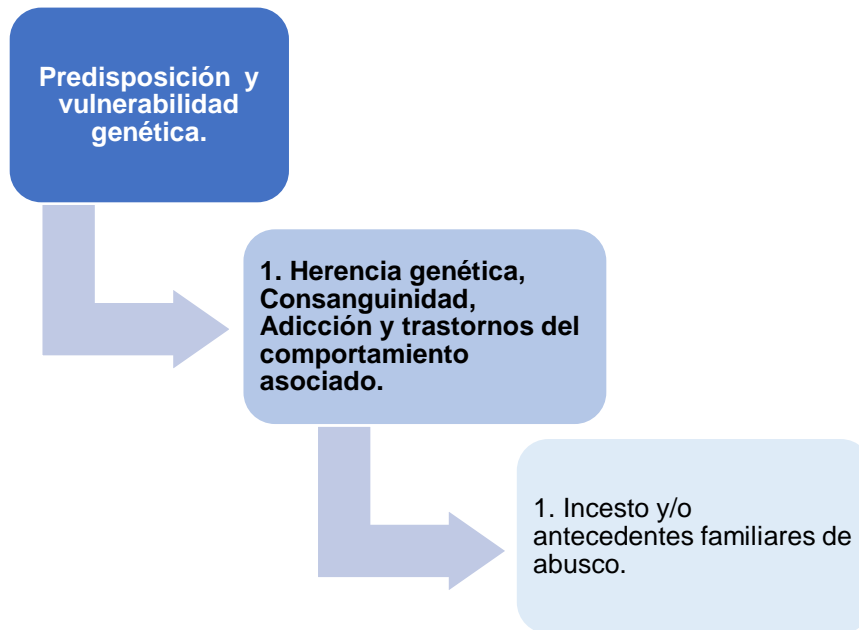 Predisposición y
vulnerabilidad
genética.
1. Herencia genética,
Consanguinidad,
Adicción y trastornos del
comportamiento
asociado.
1. Incesto y/o
antecedentes familiares de
abusco.